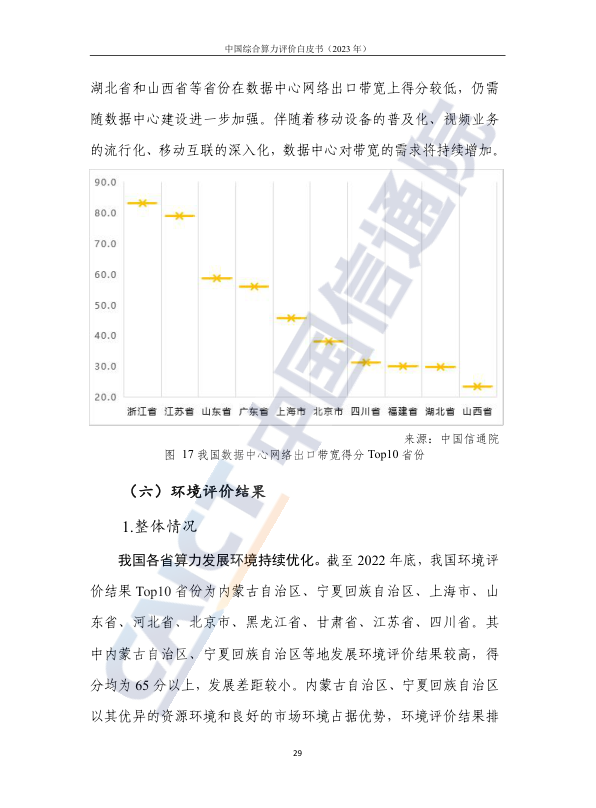 中国综合算力评价白皮书（2023 年）
湖北省和山西省等省份在数据中心网络出口带宽上得分较低，仍需
随数据中心建设进一步加强。伴随着移动设备的普及化、视频业务
的流行化、移动互联的深入化，数据中心对带宽的需求将持续增加。
90.0
80.0
70.0
60.0
50.0
40.0
30.0
20.0
浙江省 江苏省 山东省 广东省 上海市 北京市 四川省 福建省 湖北省 山西省
来源：中国信通院
图 17 我国数据中心网络出口带宽得分 Top10 省份
（六）环境评价结果
1.整体情况
我国各省算力发展环境持续优化。截至 2022 年底，我国环境评
价结果 Top10 省份为内蒙古自治区、宁夏回族自治区、上海市、山
东省、河北省、北京市、黑龙江省、甘肃省、江苏省、四川省。其
中内蒙古自治区、宁夏回族自治区等地发展环境评价结果较高，得
分均为 65 分以上，发展差距较小。内蒙古自治区、宁夏回族自治区
以其优异的资源环境和良好的市场环境占据优势，环境评价结果排
29
CAICT 中国信通院